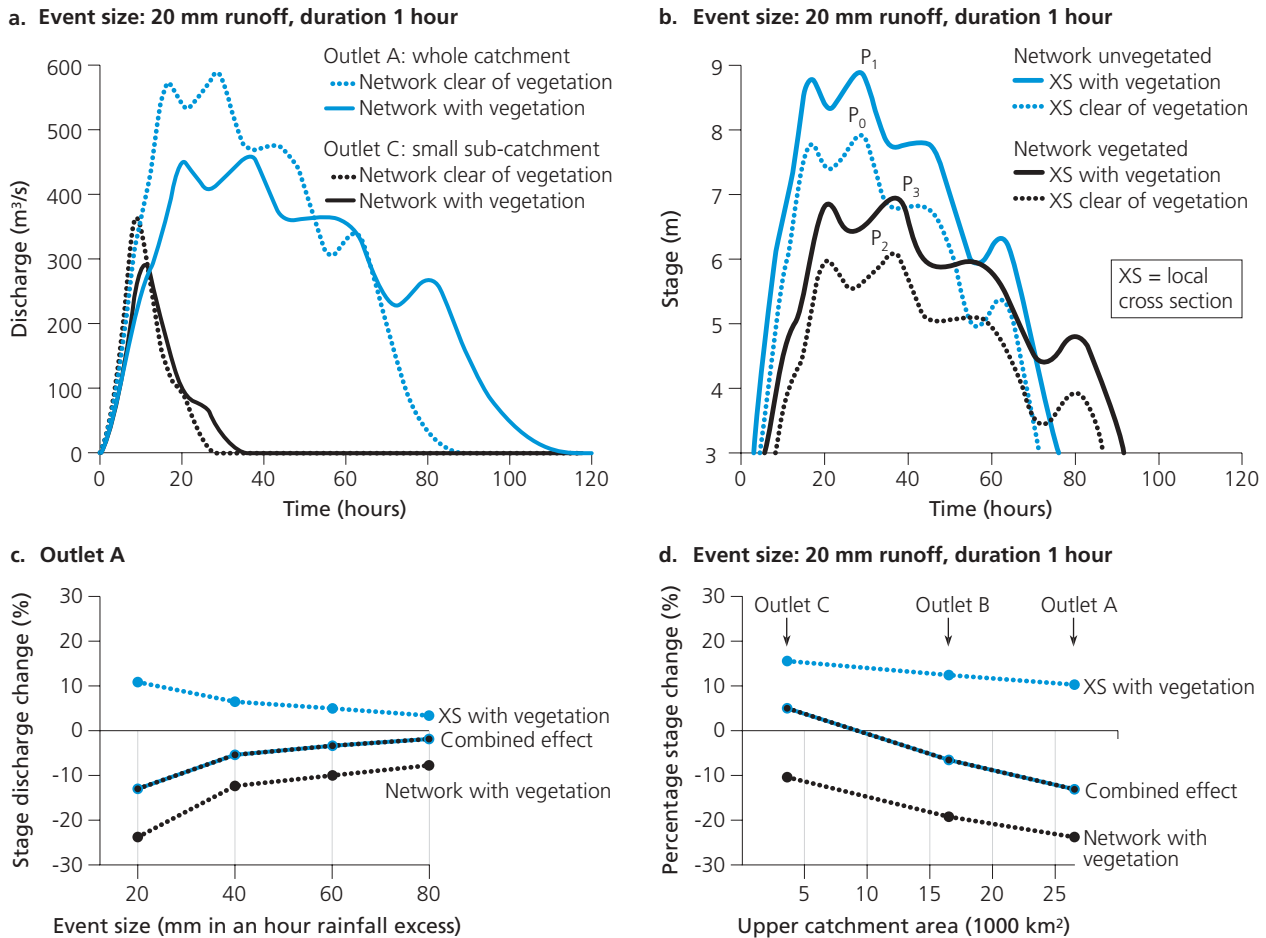 a. Event size: 20 mm runoff, duration 1 hour
Outlet A: whole catchment
Network clear of vegetation
Network with vegetation
Outlet C: small sub-catchment
Network clear of vegetation
Network with vegetation
Discharge (m³/s)
600
500
400
300
200
100
0
0
20
40
60
80
100
120
Time (hours)
b. Event size: 20 mm runoff, duration 1 hour
Network unvegetated
XS with vegetation
XS clear of vegetation
Network vegetated
XS with vegetation
XS clear of vegetation
XS = local
cross section
P₁
P₀
P₃
P₂
Stage (m)
9
8
7
6
5
4
3
0
20
40
60
80
100
120
Time (hours)
c. Outlet A
Stage discharge change (%)
30
20
10
0
-10
-20
-30
XS with vegetation
Combined effect
Network with vegetation
20
40
60
80
Event size (mm in an hour rainfall excess)
d. Event size: 20 mm runoff, duration 1 hour
Percentage stage change (%)
30
20
10
0
-10
-20
-30
Outlet C
Outlet B
Outlet A
XS with vegetation
Combined effect
Network with
vegetation
5
10
15
20
25
Upper catchment area (1000 km²)